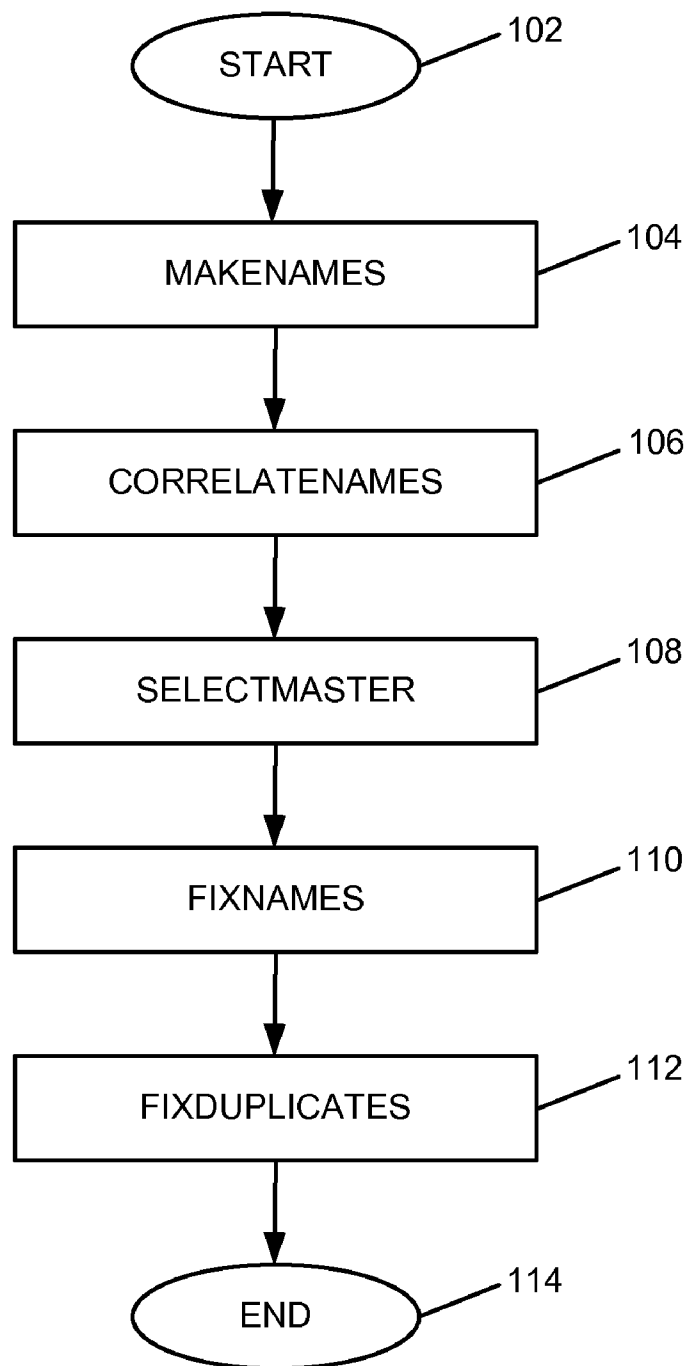 START
102
MAKENAMES
104
CORRELATENAMES
106
SELECTMASTER
108
FIXNAMES
110
FIXDUPLICATES
112
END
114